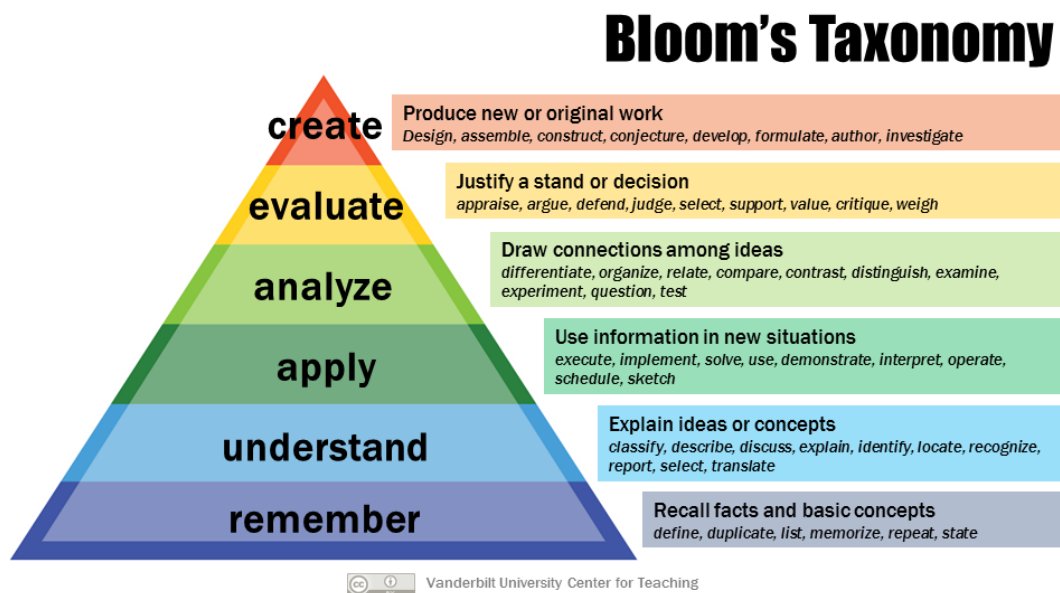 Bloom's Taxonomy
create
Produce new or original work
Design, assemble, construct, conjecture, develop, formulate, author, investigate
evaluate
Justify a stand or decision
appraise, argue, defend, judge, select, support, value, critique, weigh
analyze
Draw connections among ideas
differentiate, organize, relate, compare, contrast, distinguish, examine,
experiment, question, test
apply
Use information in new situations
execute, implement, solve, use, demonstrate, interpret, operate,
schedule, sketch
understand
Explain ideas or concepts
classify, describe, discuss, explain, identify, locate, recognize,
report, select, translate
remember
Recall facts and basic concepts
define, duplicate, list, memorize, repeat, state
cc
Vanderbilt University Center for Teaching